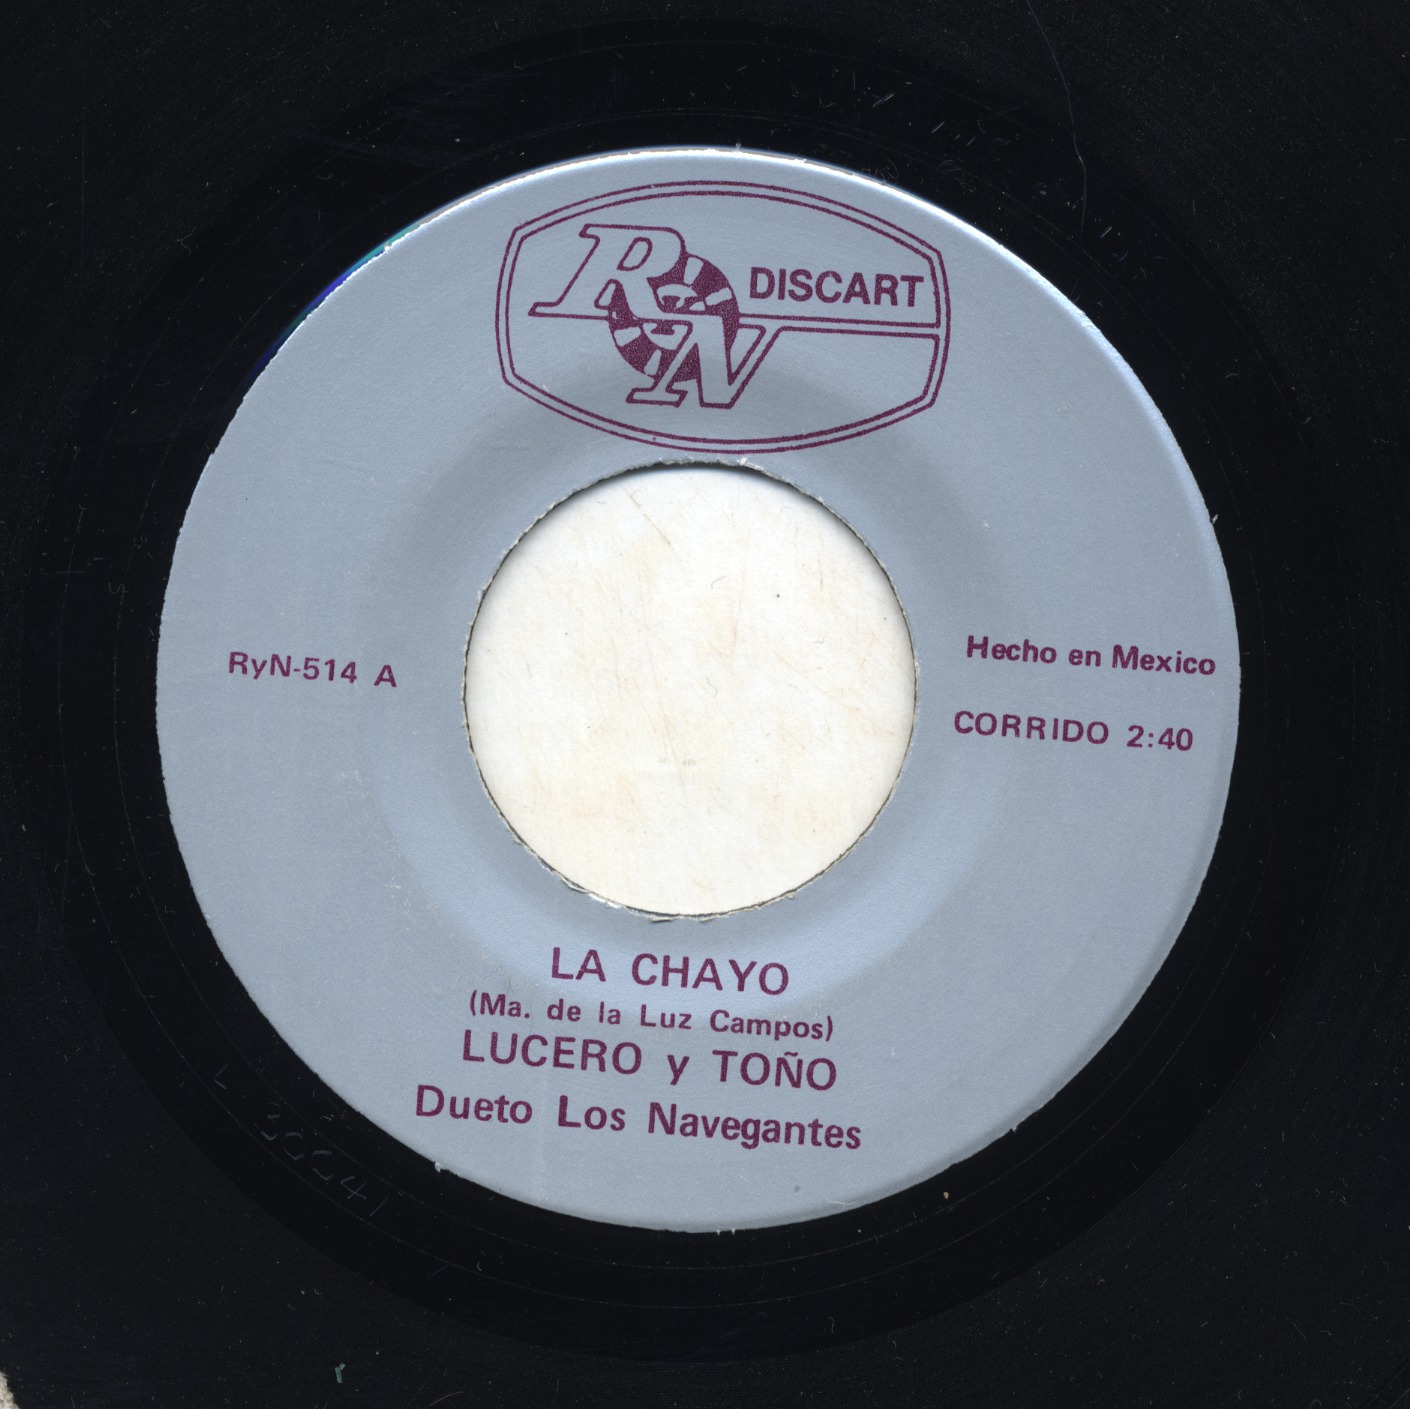 RN DISCART
RyN-514 A
Hecho en Mexico
CORRIDO 2:40
LA CHAYO
(Ma. de la Luz Campos)
LUCERO y TOÑO
Dueto Los Navegantes